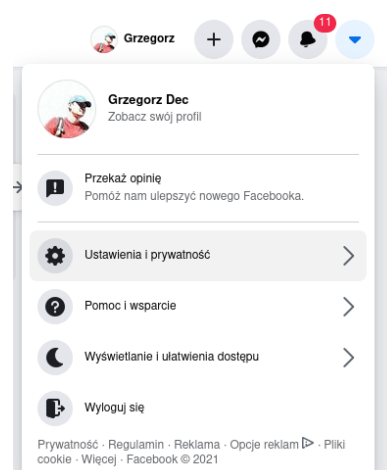 Grzegorz
11
Grzegorz Dec
Zobacz swój profil
Przekaż opinię
Pomóż nam ulepszyć nowego Facebooka.
Ustawienia i prywatność
Pomoc i wsparcie
Wyświetlanie i ułatwienia dostępu
Wyloguj się
Prywatność · Regulamin · Reklama · Opcje reklam · Pliki
cookie · Więcej · Facebook © 2021